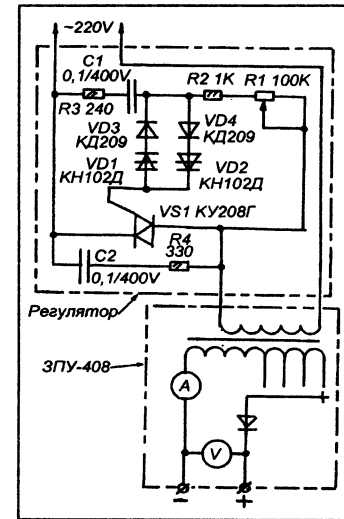 ~220V
C1
0,1/400V
R2 1K
R1 100K
R3 240
VD3
КД209
VD4
КД209
VD1
КН102Д
VD2
КН102Д
VS1 КУ208Г
C2
0,1/400V
R4
330
Регулятор
ЗПУ-408
A
V
−
+
+